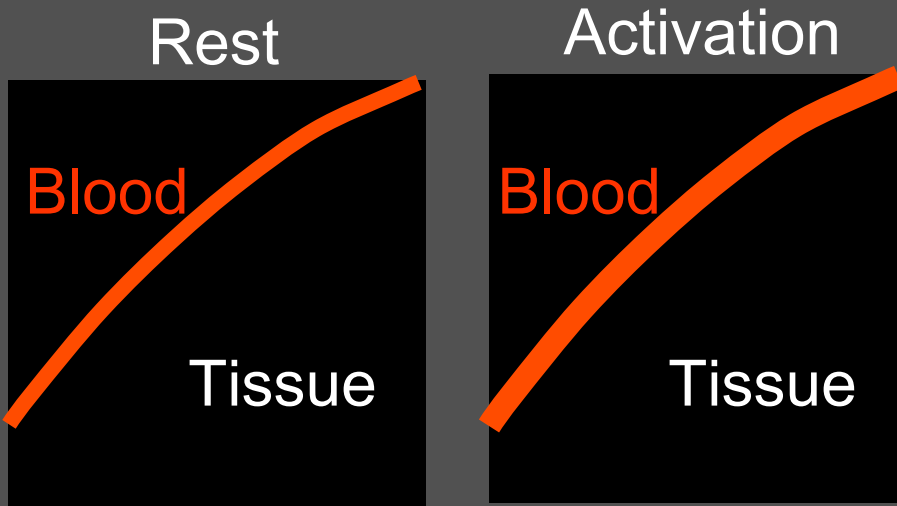 Rest
Blood
Tissue
Activation
Blood
Tissue